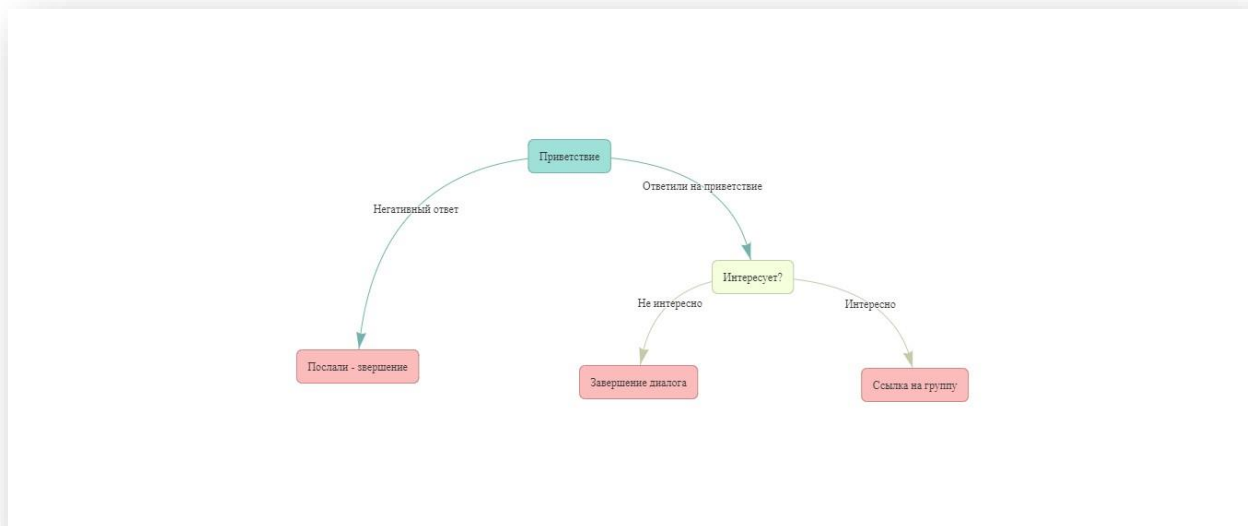 Приветствие
Ответили на приветствие
Негативный ответ
Интересует?
Не интересно
Интересно
Послали - звершение
Завершение диалога
Ссылка на группу